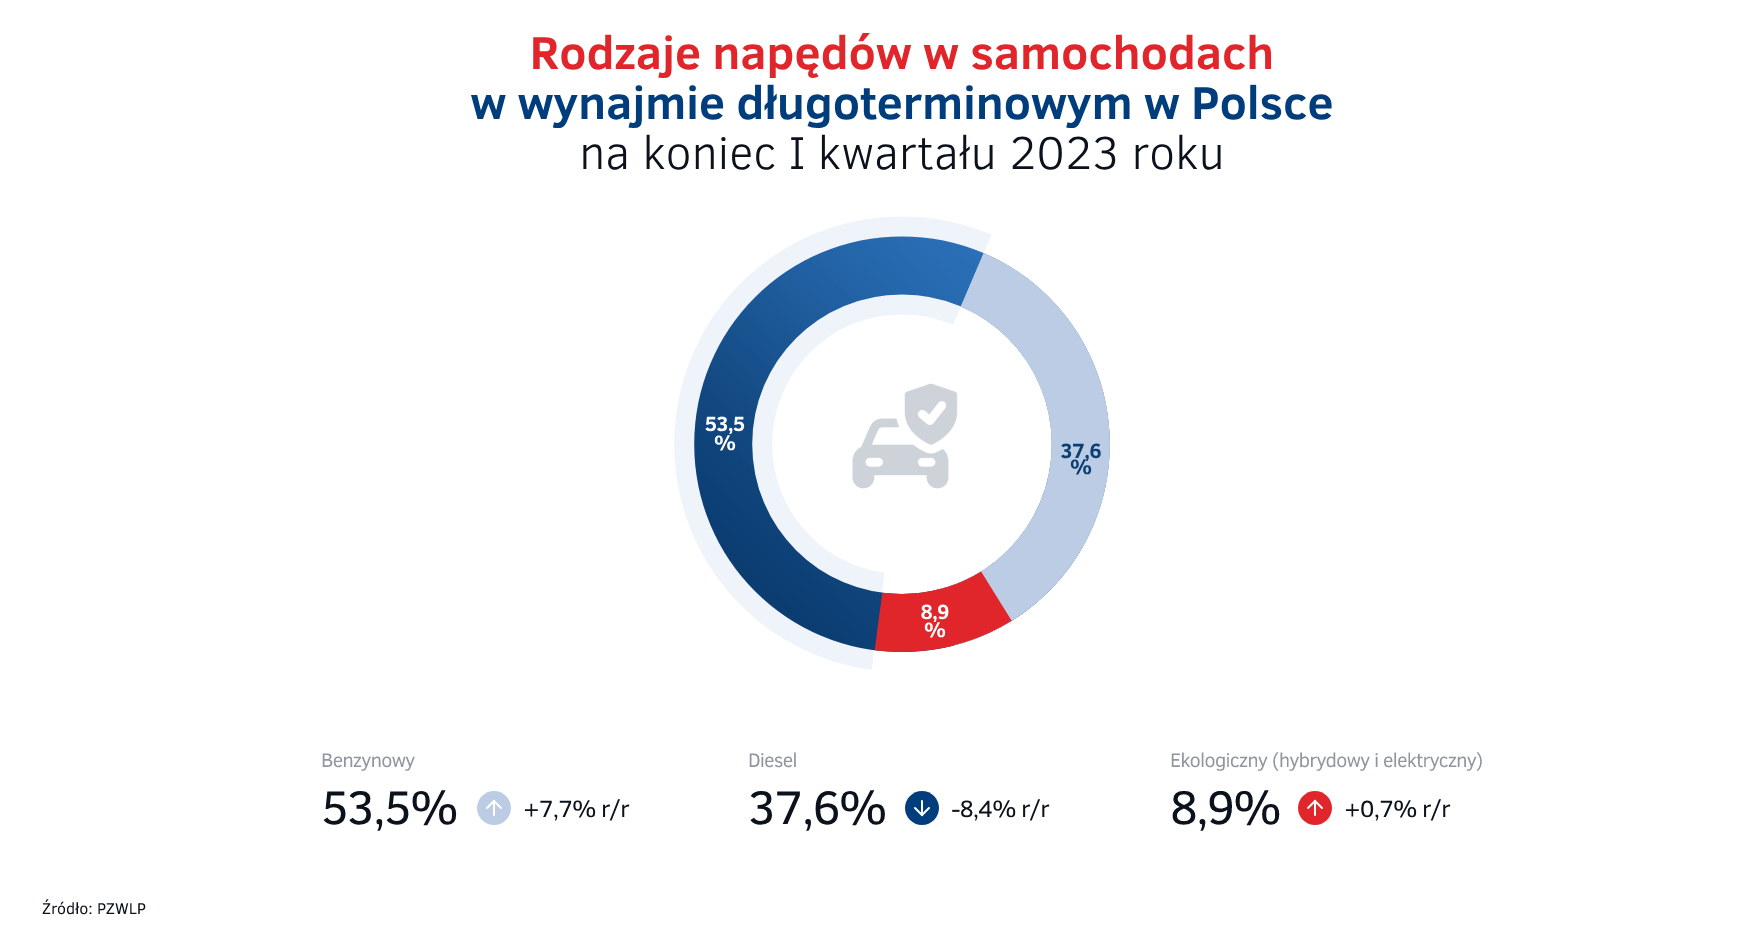 Rodzaje napędów w samochodach
w wynajmie długoterminowym w Polsce
na koniec I kwartału 2023 roku
53,5
%
37,6
%
8,9
%
Benzynowy
53,5% +7,7% r/r
Diesel
37,6% -8,4% r/r
Ekologiczny (hybrydowy i elektryczny)
8,9% +0,7% r/r
Źródło: PZWLP